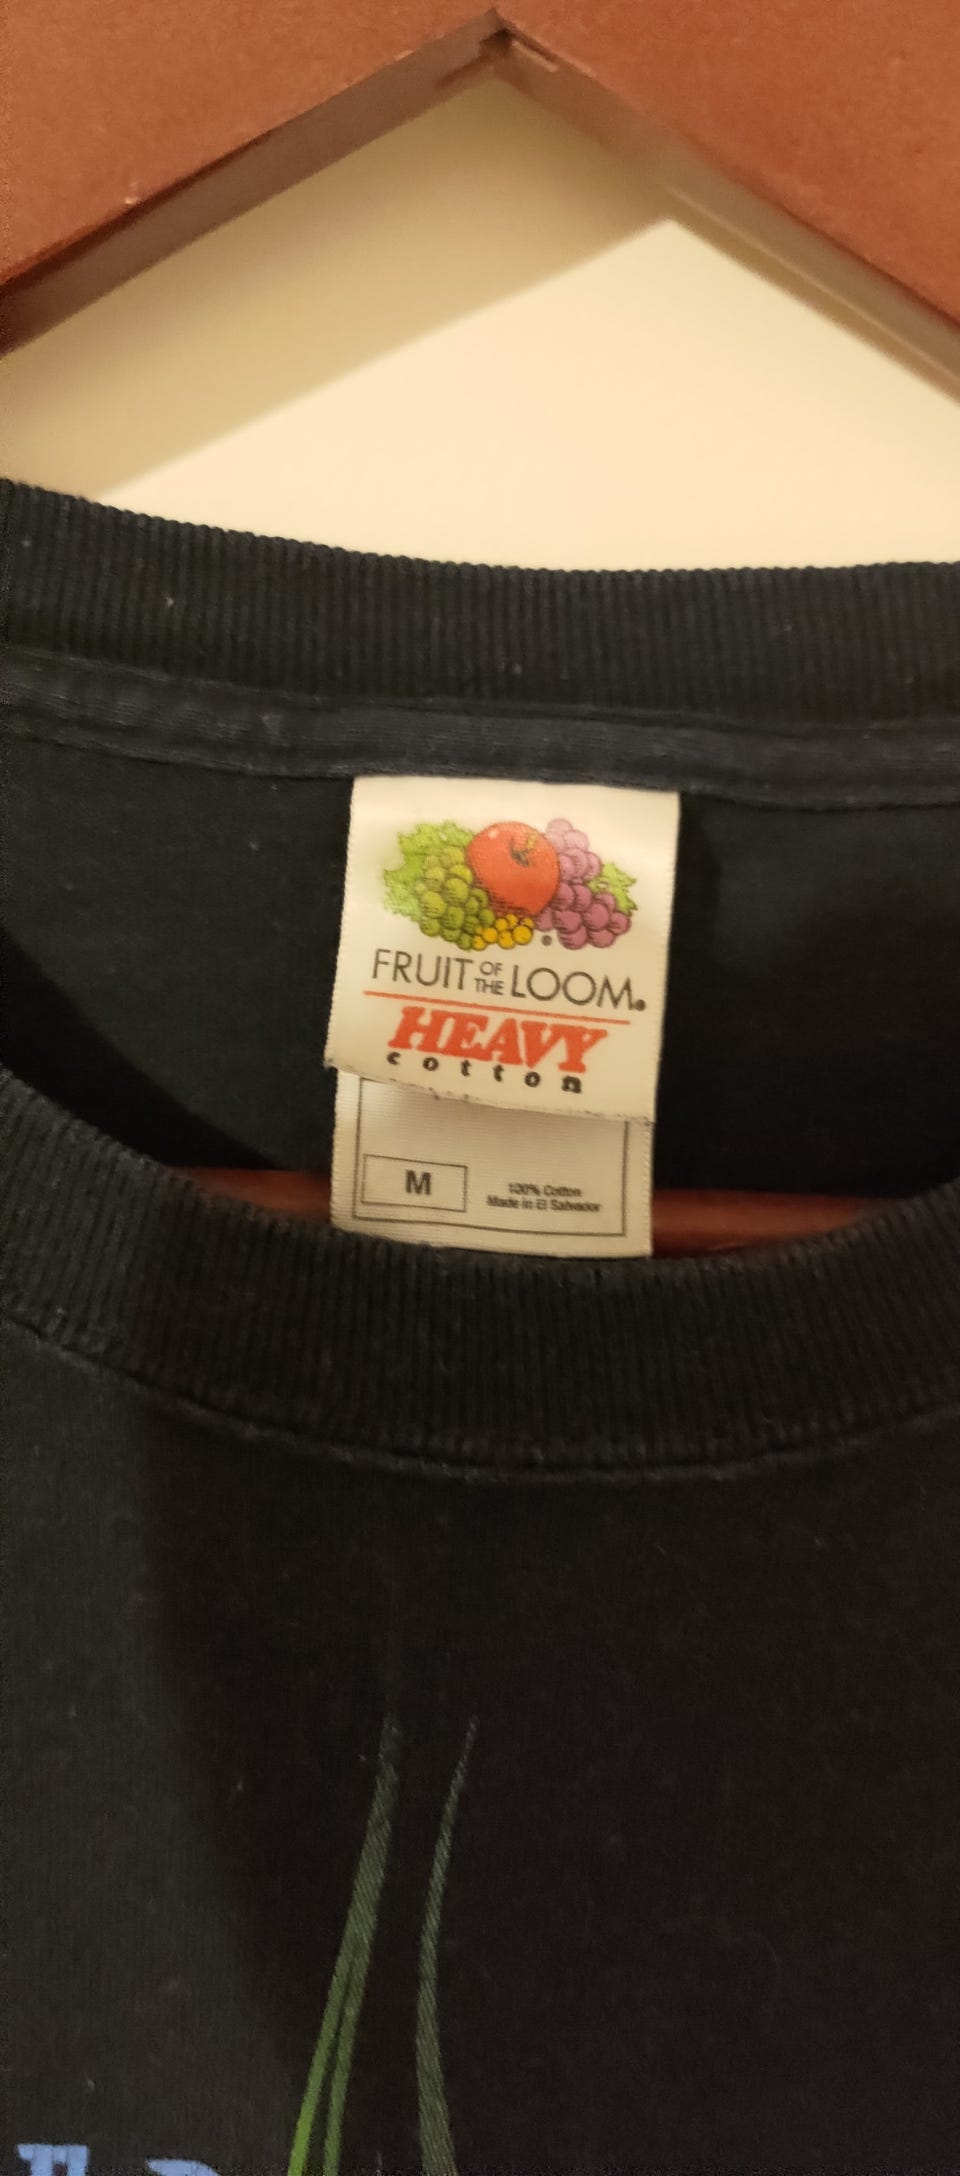 FRUIT OF THE LOOM®
HEAVY
cotton
M
100% Cotton
Made in El Salvador